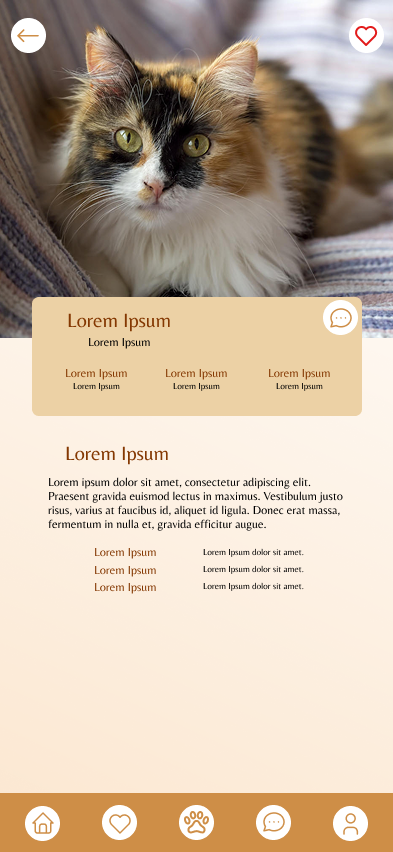 Lorem Ipsum
Lorem Ipsum
Lorem Ipsum Lorem Ipsum Lorem Ipsum
Lorem Ipsum Lorem Ipsum Lorem Ipsum
Lorem Ipsum
Lorem ipsum dolor sit amet, consectetur adipiscing elit.
Praesent gravida euismod lectus in maximus. Vestibulum justo
risus, varius at faucibus id, aliquet id ligula. Donec erat massa,
fermentum in nulla et, gravida efficitur augue.
Lorem Ipsum Lorem Ipsum dolor sit amet.
Lorem Ipsum Lorem Ipsum dolor sit amet.
Lorem Ipsum Lorem Ipsum dolor sit amet.